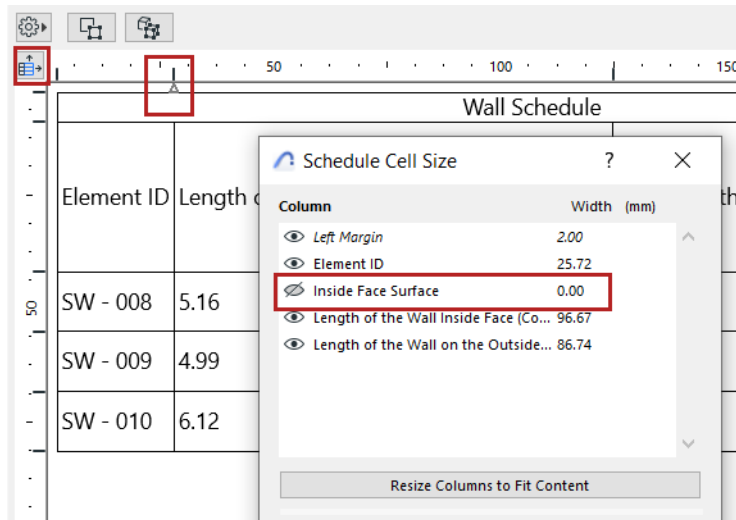 50 100 150
Wall Schedule
Schedule Cell Size ?
Element ID Length
Column Width (mm)
Left Margin 2.00
Element ID 25.72
Inside Face Surface 0.00
Length of the Wall Inside Face (Co... 96.67
Length of the Wall on the Outside... 86.74
50
SW - 008 5.16
SW - 009 4.99
SW - 010 6.12
Resize Columns to Fit Content